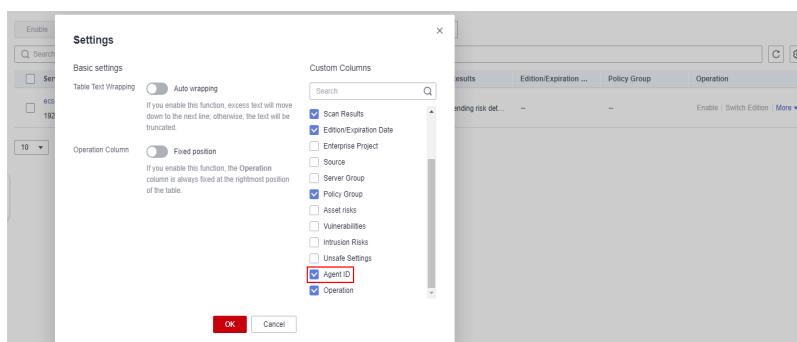 Enable
Settings
Search
Basic settings
Custom Columns
Table Text Wrapping
Auto wrapping
If you enable this function, excess text will move
down to the next line; otherwise, the text will be
truncated.
Operation Column
Fixed position
If you enable this function, the Operation
column is always fixed at the rightmost position
of the table.
Search
Scan Results
Edition/Expiration Date
Enterprise Project
Source
Server Group
Policy Group
Asset risks
Vulnerabilities
Intrusion Risks
Unsafe Settings
Agent ID
Operation
OK
Cancel
Ser
Results
Edition/Expiration ...
Policy Group
Operation
ecs
192
ending risk det...
--
--
Enable
Switch Edition
More
10